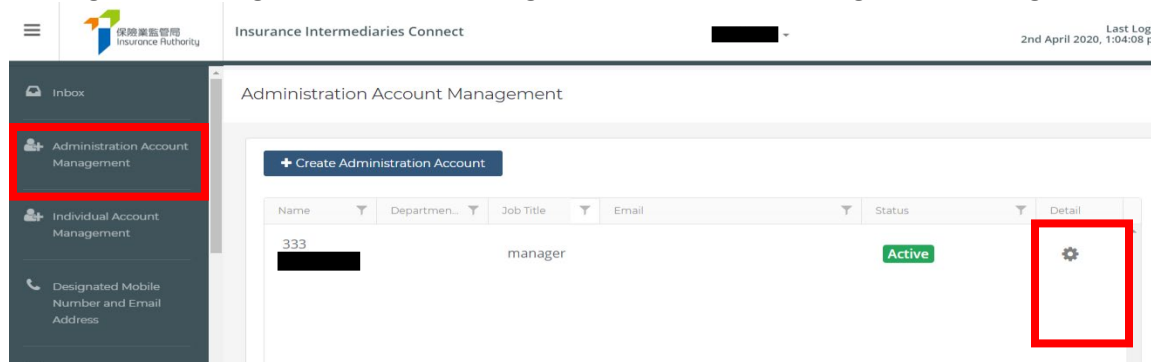 保險業監管局
Insurance Authority
Insurance Intermediaries Connect
Last Log
2nd April 2020, 1:04:08 p
Inbox
Administration Account Management
Administration Account
Management
+ Create Administration Account
Individual Account
Management
Name Departmen... Job Title Email Status Detail
333
manager Active
Designated Mobile
Number and Email
Address